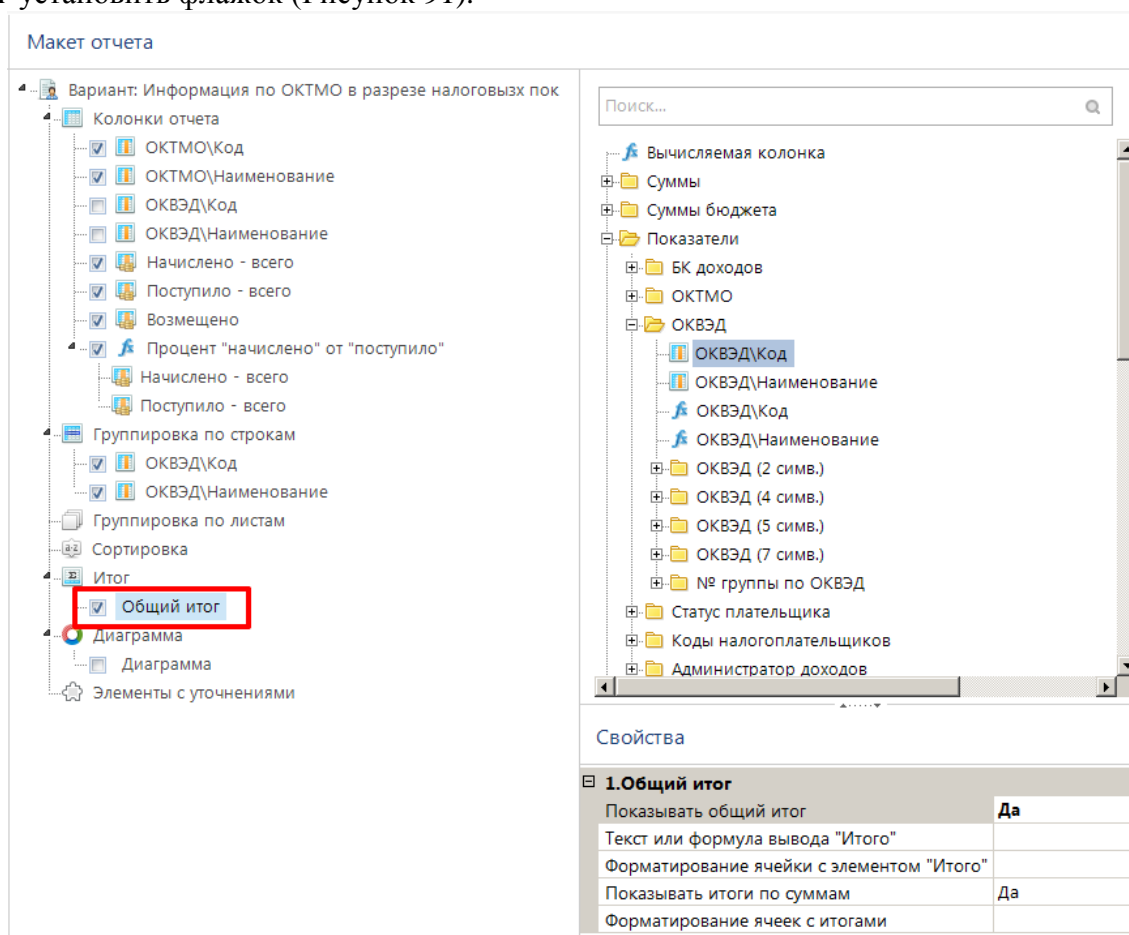 установить флажок (Рисунок 91).
Макет отчета
Вариант: Информация по ОКТМО в разрезе налоговызх пок
Колонки отчета
ОКТМО\Код
ОКТМО\Наименование
ОКВЭД\Код
ОКВЭД\Наименование
Начислено - всего
Поступило - всего
Возмещено
Процент "начислено" от "поступило"
Начислено - всего
Поступило - всего
Группировка по строкам
ОКВЭД\Код
ОКВЭД\Наименование
Группировка по листам
Сортировка
Итог
Общий итог
Диаграмма
Диаграмма
Элементы с уточнениями
Поиск...
Вычисляемая колонка
Суммы
Суммы бюджета
Показатели
БК доходов
ОКТМО
ОКВЭД
ОКВЭД\Код
ОКВЭД\Наименование
ОКВЭД\Код
ОКВЭД\Наименование
ОКВЭД (2 симв.)
ОКВЭД (4 симв.)
ОКВЭД (5 симв.)
ОКВЭД (7 симв.)
№ группы по ОКВЭД
Статус плательщика
Коды налогоплательщиков
Администратор доходов
Свойства
1.Общий итог
Показывать общий итог Да
Текст или формула вывода "Итого"
Форматирование ячейки с элементом "Итого"
Показывать итоги по суммам Да
Форматирование ячеек с итогами